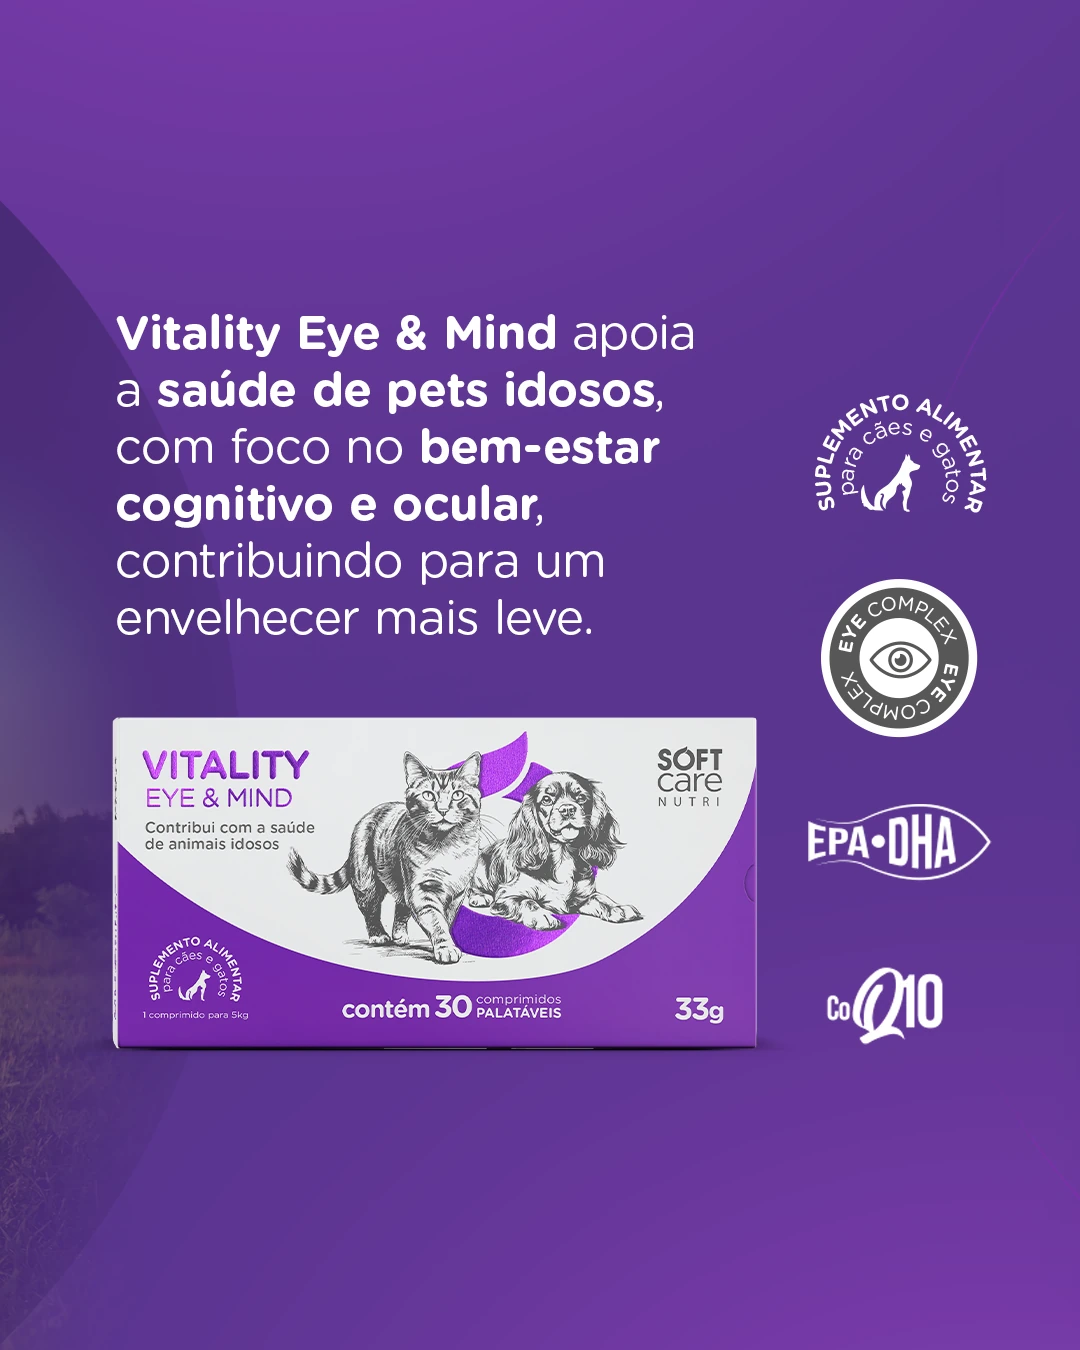 Vitality Eye & Mind apoia
a saúde de pets idosos,
com foco no bem-estar
cognitivo e ocular,
contribuindo para um
envelhecer mais leve.
SUPLEMENTO ALIMENTAR
para cães e gatos
EYE COMPLEX
EYE COMPLEX
EPA•DHA
CoQ10
VITALITY
EYE & MIND
Contribui com a saúde
de animais idosos
SOFT
care
NUTRI
SUPLEMENTO ALIMENTAR
para cães e gatos
1 comprimido para 5kg
contém 30 comprimidos
PALATÁVEIS
33g